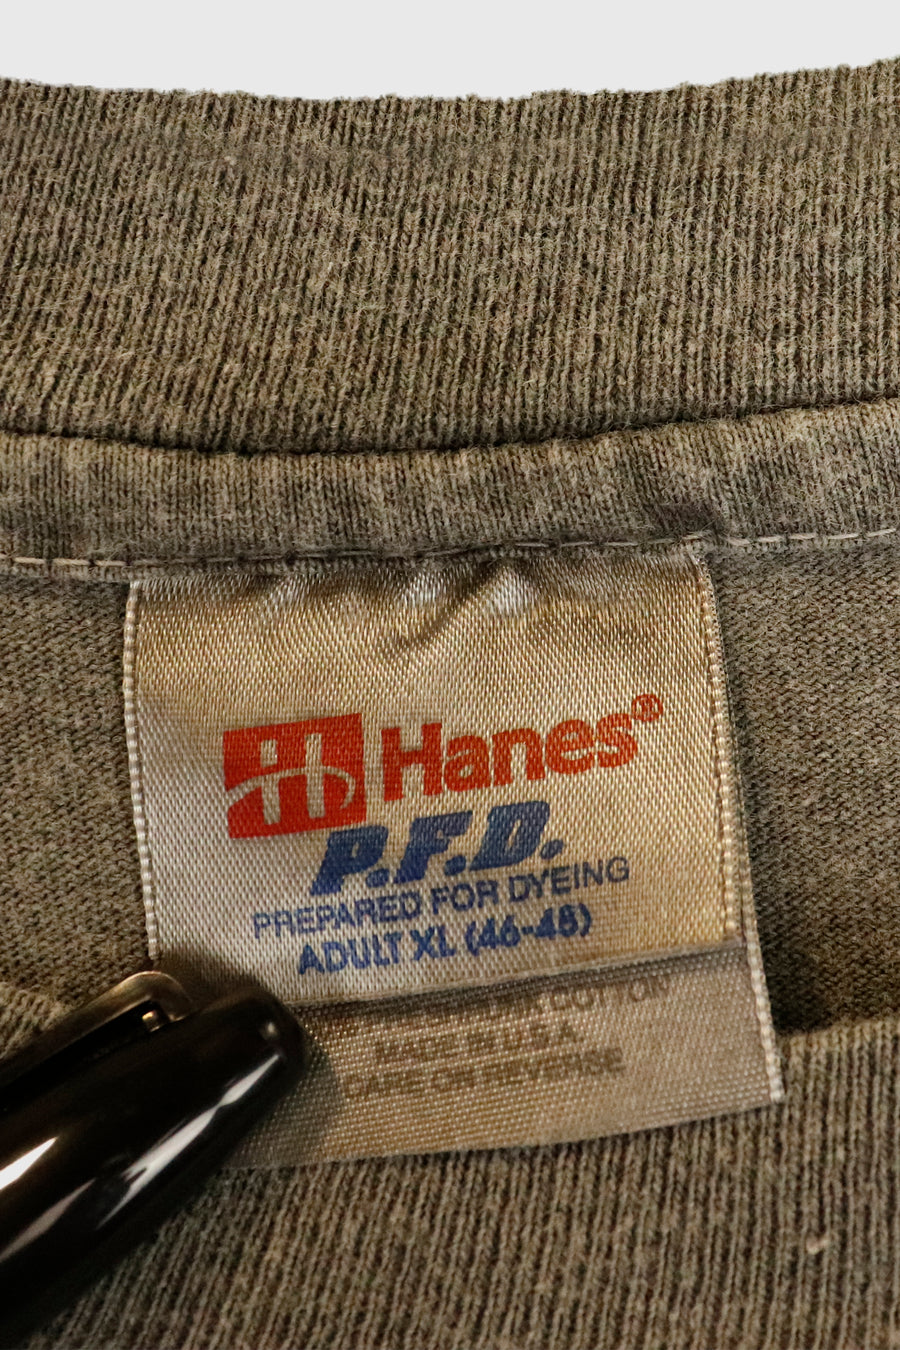 Hanes®
P.F.D.
PREPARED FOR DYEING
ADULT XL (46-48)
COTTON
MADE IN U.S.A.
CARE ON REVERSE